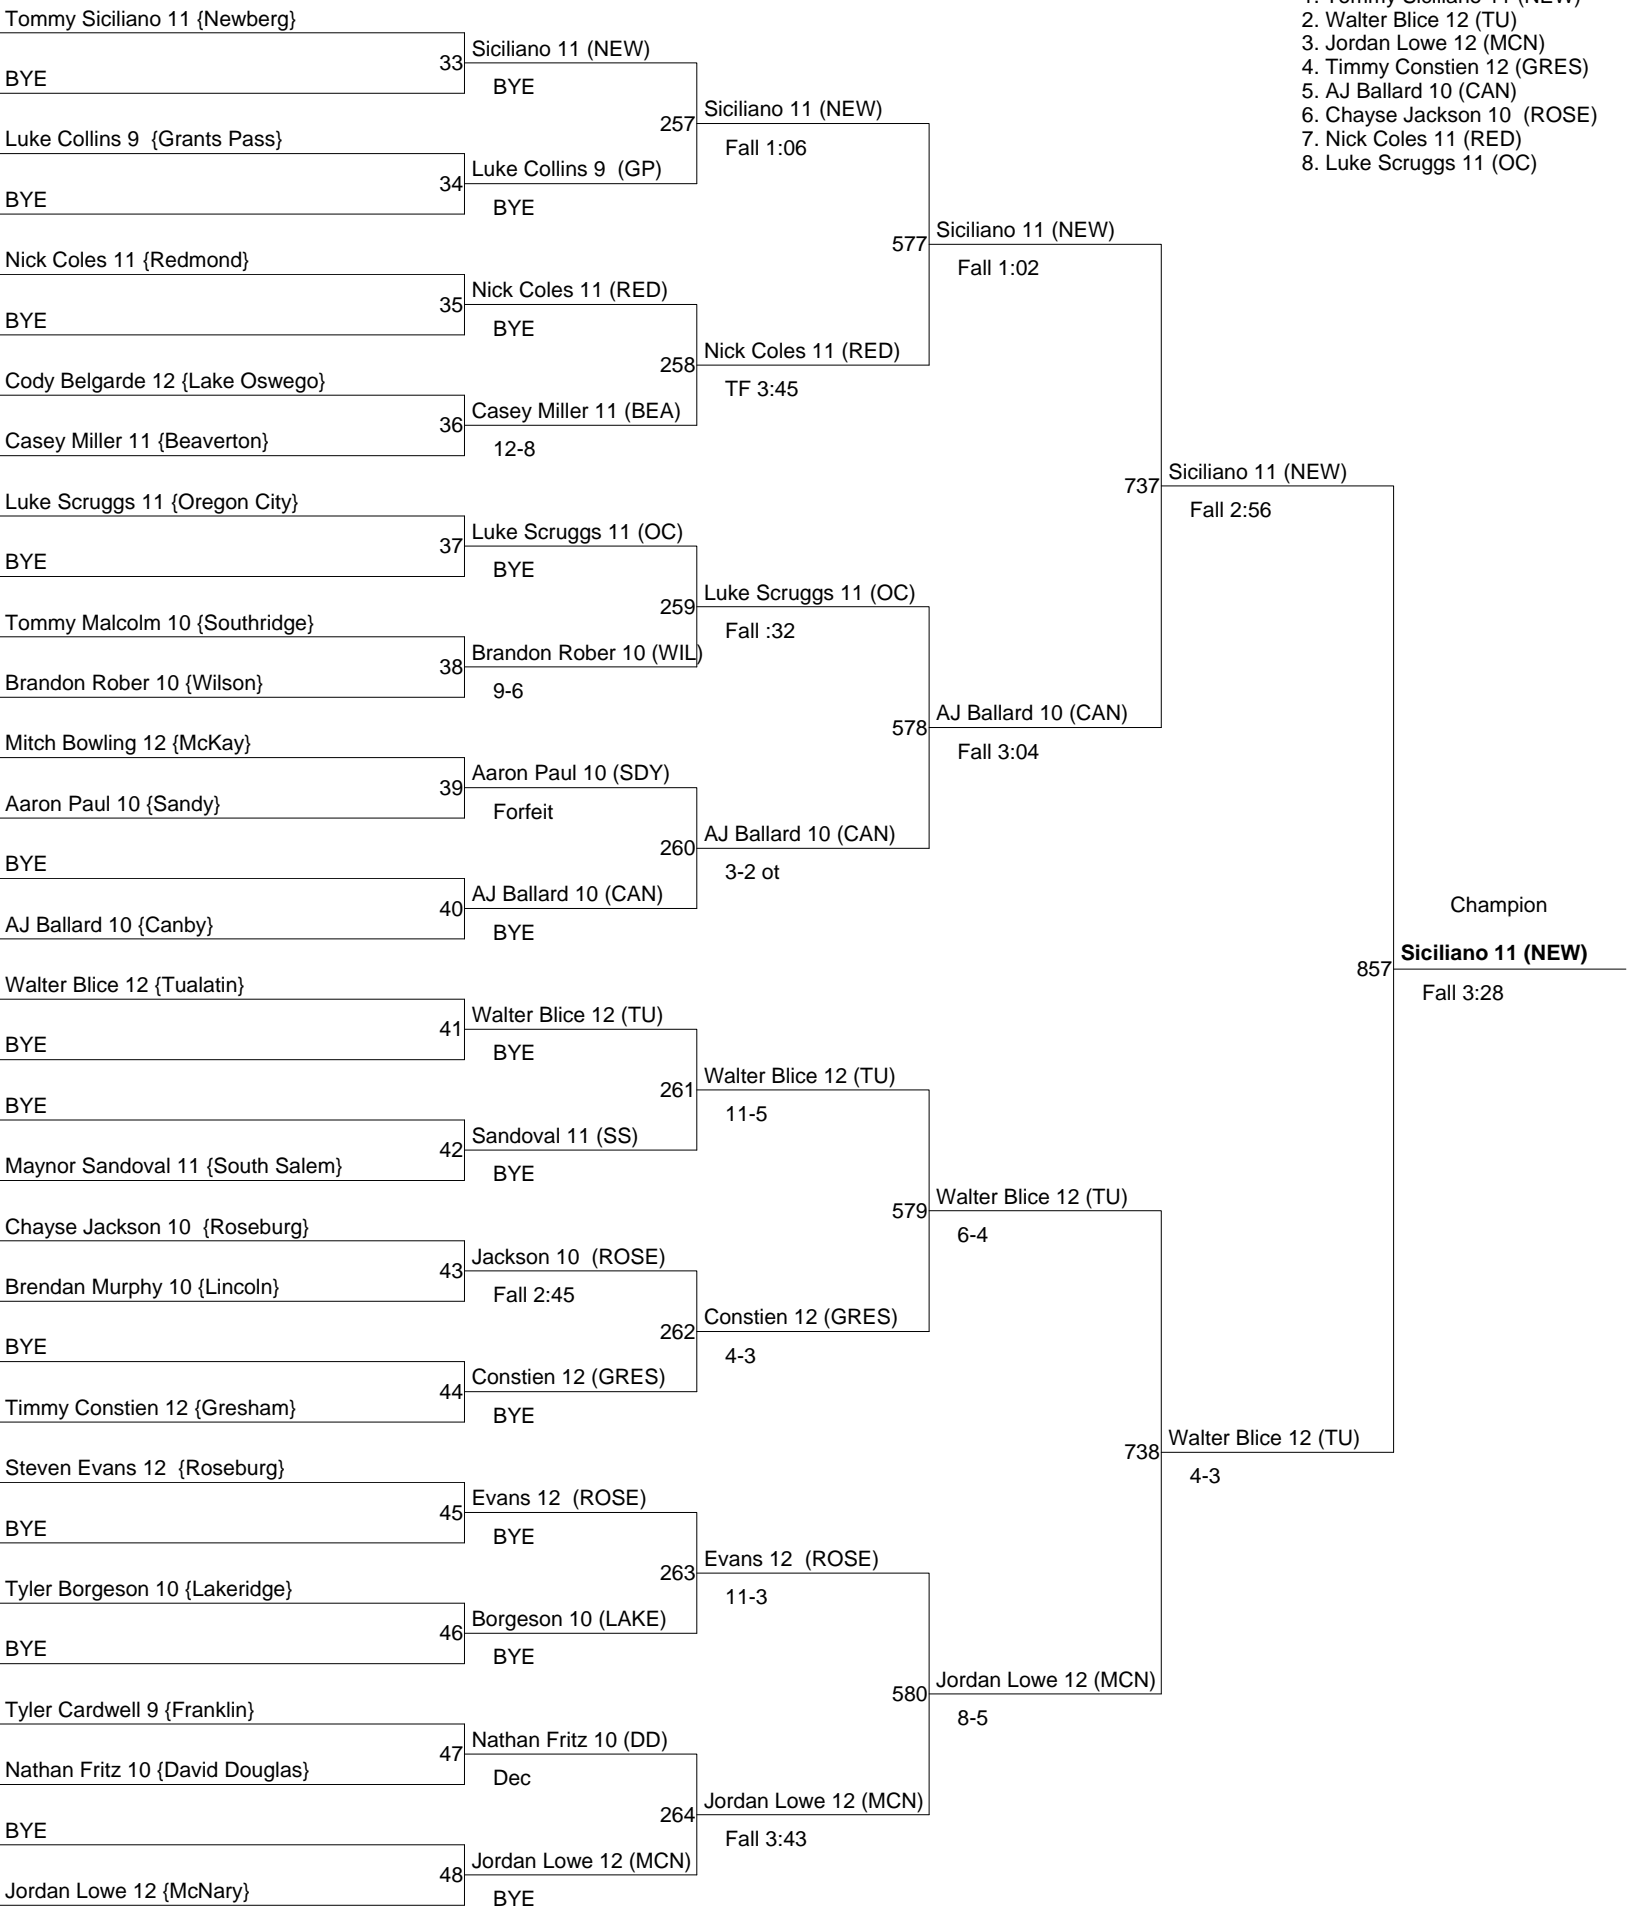 Tommy Siciliano 11 {Newberg}
BYE
Luke Collins 9  {Grants Pass}
BYE
Nick Coles 11 {Redmond}
BYE
Cody Belgarde 12 {Lake Oswego}
Casey Miller 11 {Beaverton}
Luke Scruggs 11 {Oregon City}
BYE
Tommy Malcolm 10 {Southridge}
Brandon Rober 10 {Wilson}
Mitch Bowling 12 {McKay}
Aaron Paul 10 {Sandy}
BYE
AJ Ballard 10 {Canby}
Walter Blice 12 {Tualatin}
BYE
BYE
Maynor Sandoval 11 {South Salem}
Chayse Jackson 10  {Roseburg}
Brendan Murphy 10 {Lincoln}
BYE
Timmy Constien 12 {Gresham}
Steven Evans 12  {Roseburg}
BYE
Tyler Borgeson 10 {Lakeridge}
BYE
Tyler Cardwell 9 {Franklin}
Nathan Fritz 10 {David Douglas}
BYE
Jordan Lowe 12 {McNary}
33 Siciliano 11 (NEW)
BYE
34 Luke Collins 9  (GP)
BYE
35 Nick Coles 11 (RED)
BYE
36 Casey Miller 11 (BEA)
12-8
37 Luke Scruggs 11 (OC)
BYE
38 Brandon Rober 10 (WIL)
9-6
39 Aaron Paul 10 (SDY)
Forfeit
40 AJ Ballard 10 (CAN)
BYE
41 Walter Blice 12 (TU)
BYE
42 Sandoval 11 (SS)
BYE
43 Jackson 10  (ROSE)
Fall 2:45
44 Constien 12 (GRES)
BYE
45 Evans 12  (ROSE)
BYE
46 Borgeson 10 (LAKE)
BYE
47 Nathan Fritz 10 (DD)
Dec
48 Jordan Lowe 12 (MCN)
BYE
257 Siciliano 11 (NEW)
Fall 1:06
258 Nick Coles 11 (RED)
TF 3:45
259 Luke Scruggs 11 (OC)
Fall :32
260 AJ Ballard 10 (CAN)
3-2 ot
261 Walter Blice 12 (TU)
11-5
262 Constien 12 (GRES)
4-3
263 Evans 12  (ROSE)
11-3
264 Jordan Lowe 12 (MCN)
Fall 3:43
577 Siciliano 11 (NEW)
Fall 1:02
578 AJ Ballard 10 (CAN)
Fall 3:04
579 Walter Blice 12 (TU)
6-4
580 Jordan Lowe 12 (MCN)
8-5
737 Siciliano 11 (NEW)
Fall 2:56
738 Walter Blice 12 (TU)
4-3
Champion
857 Siciliano 11 (NEW)
Fall 3:28
1. Tommy Siciliano 11 (NEW)
2. Walter Blice 12 (TU)
3. Jordan Lowe 12 (MCN)
4. Timmy Constien 12 (GRES)
5. AJ Ballard 10 (CAN)
6. Chayse Jackson 10  (ROSE)
7. Nick Coles 11 (RED)
8. Luke Scruggs 11 (OC)